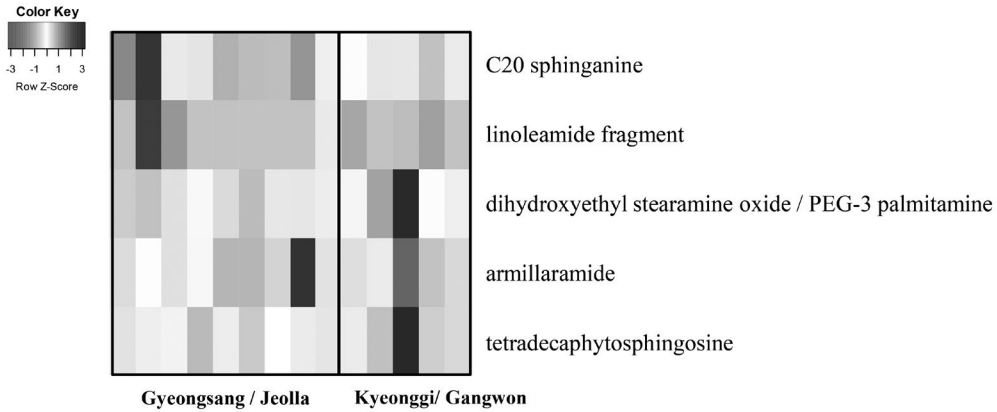 Color Key
-3 -1 1 3
Row Z-Score
C20 sphinganine
linoleamide fragment
dihydroxyethyl stearamine oxide / PEG-3 palmitamine
armillaramide
tetradecaphytosphingosine
Gyeongsang / Jeolla Kyeonggi/ Gangwon